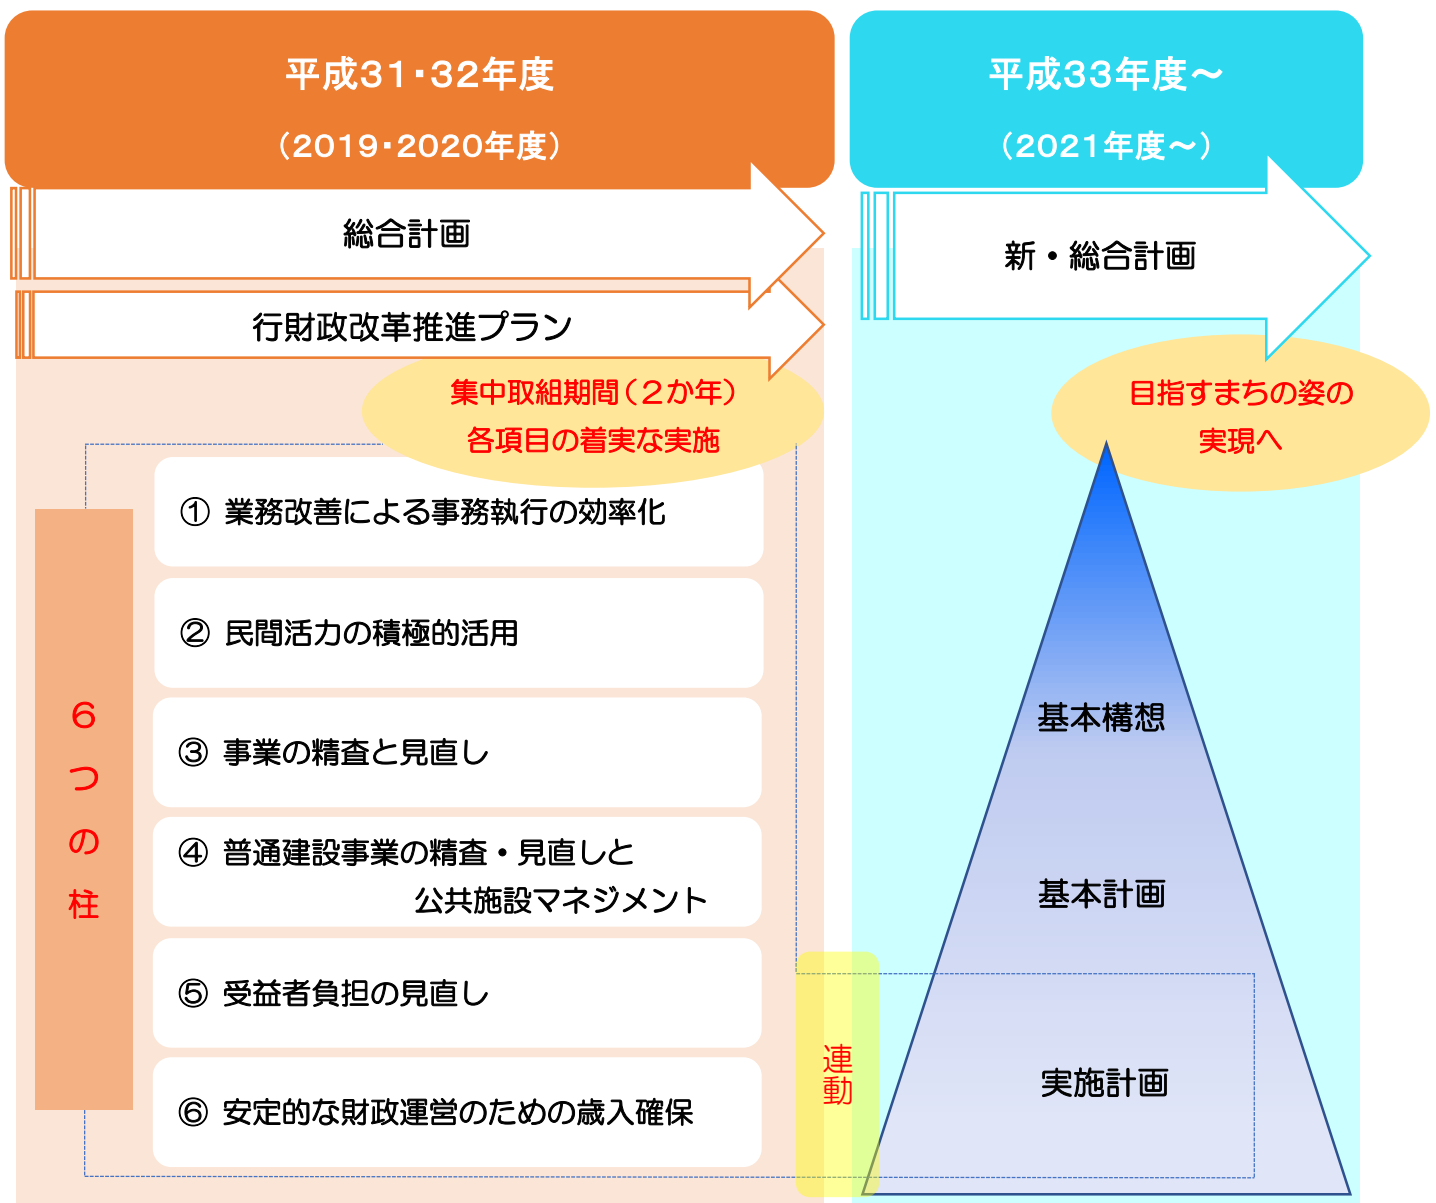 平成31・32年度
（2019・2020年度）
総合計画
行財政改革推進プラン
集中取組期間（２か年）
各項目の着実な実施
６つの柱
① 業務改善による事務執行の効率化
② 民間活力の積極的活用
③ 事業の精査と見直し
④ 普通建設事業の精査・見直しと
公共施設マネジメント
⑤ 受益者負担の見直し
⑥ 安定的な財政運営のための歳入確保
連動
平成33年度～
（2021年度～）
新・総合計画
目指すまちの姿の
実現へ
基本構想
基本計画
実施計画